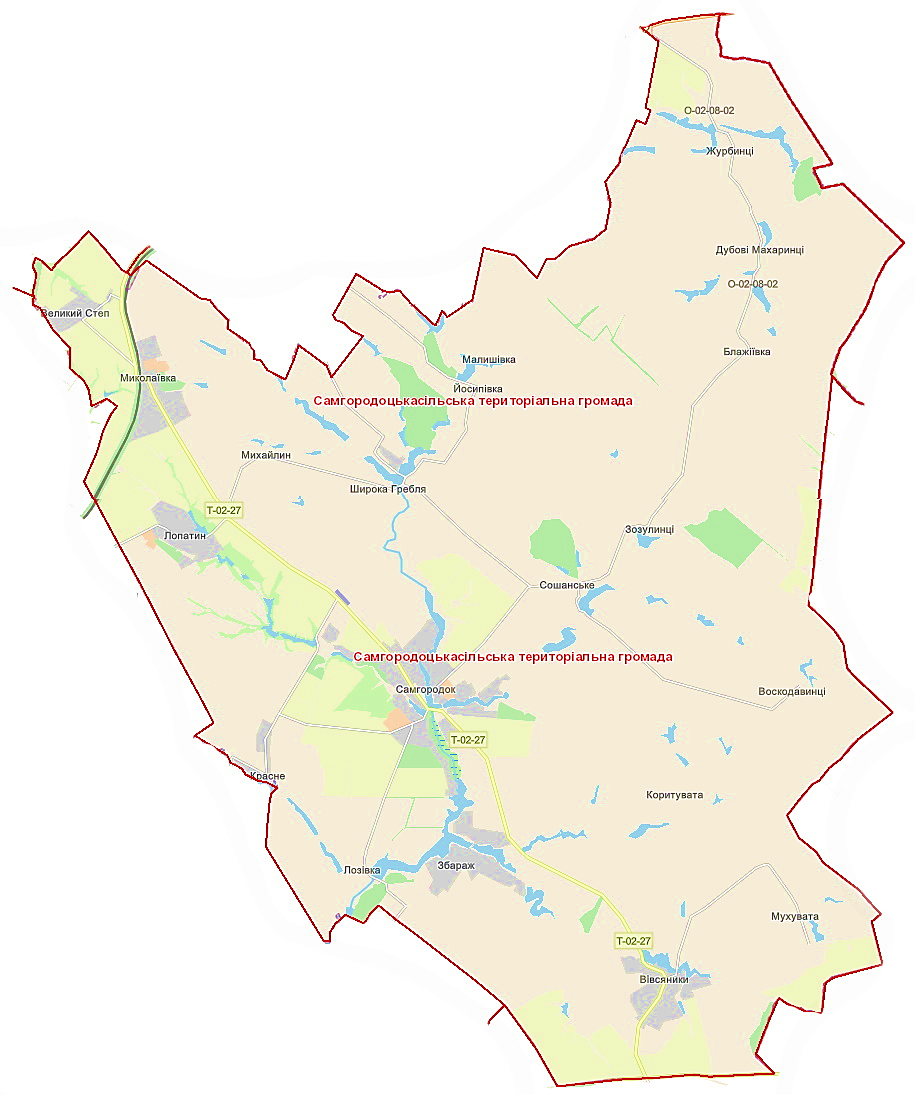 О-02-08-02
Журбинці
Дубові Махаринці
О-02-08-02
Великий Степ
Блажіївка
Малишівка
Миколаївка
Йосипівка
Самгородоцькасільська територіальна громада
Михайлин
Широка Гребля
Т-02-27
Зозулинці
Лопатин
Сошанське
Самгородоцькасільська територіальна громада
Самгородок
Воскодавинці
Т-02-27
Красне
Коритувата
Збараж
Лозівка
Мухувата
Т-02-27
Вівсяники